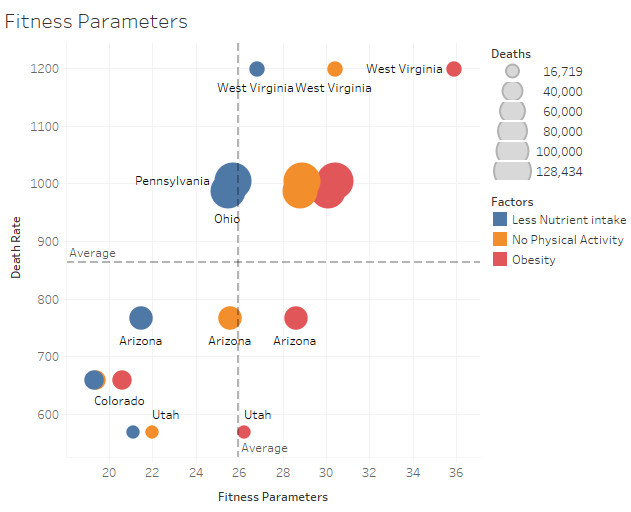 Fitness Parameters
1200
1100
1000
900
800
700
600
Death Rate
West Virginia
West Virginia
West Virginia
Pennsylvania
Ohio
Average
Arizona
Arizona
Arizona
Colorado
Utah
Utah
Average
20 22 24 26 28 30 32 34 36
Fitness Parameters
Deaths
16,719
40,000
60,000
80,000
100,000
128,434
Factors
Less Nutrient intake
No Physical Activity
Obesity